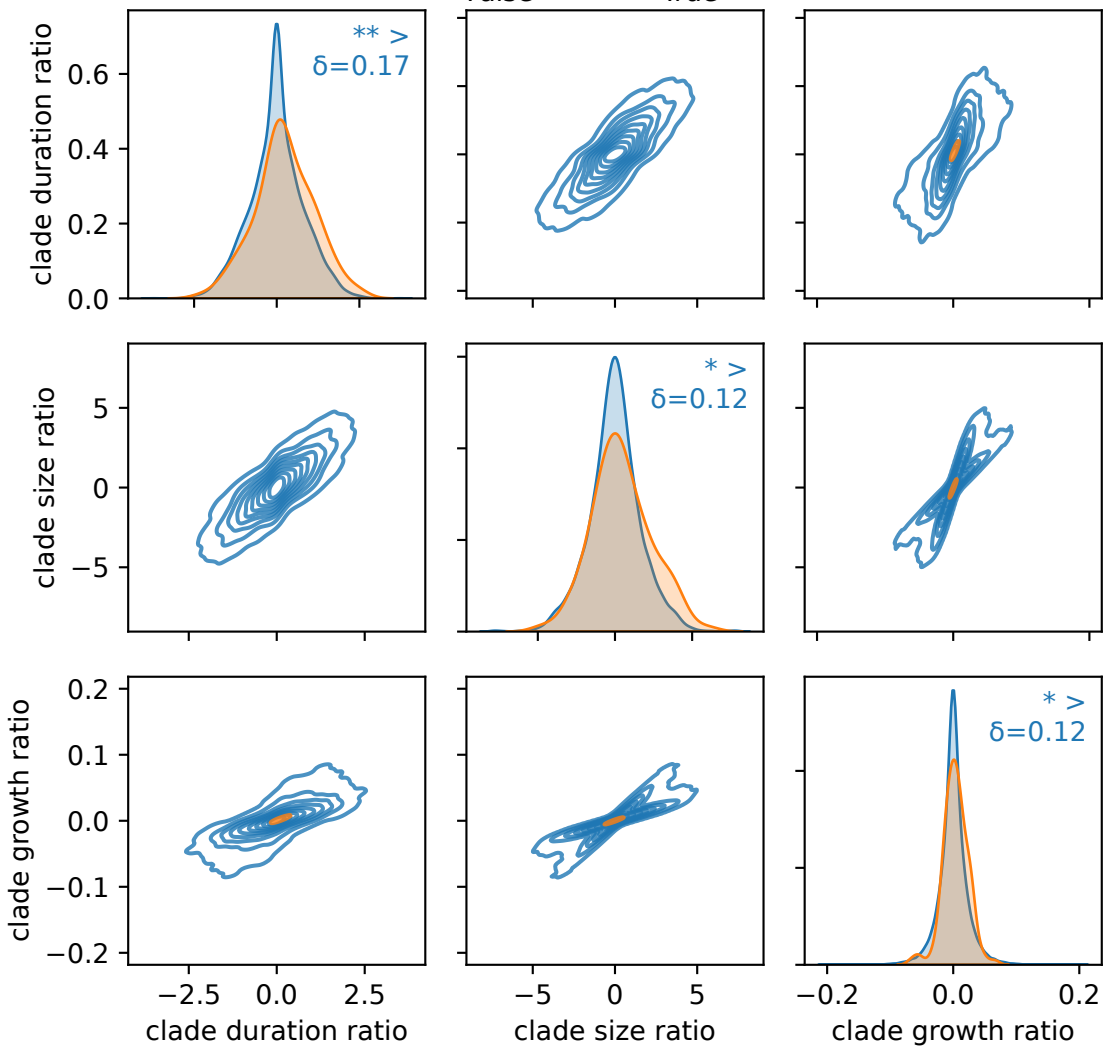 ** >
δ=0.17
clade duration ratio
0.6
0.4
0.2
0.0
* >
δ=0.12
clade size ratio
5
0
−5
* >
δ=0.12
clade growth ratio
0.2
0.1
0.0
−0.1
−0.2
−2.5 0.0 2.5
−5 0 5
−0.2 0.0 0.2
clade duration ratio
clade size ratio
clade growth ratio